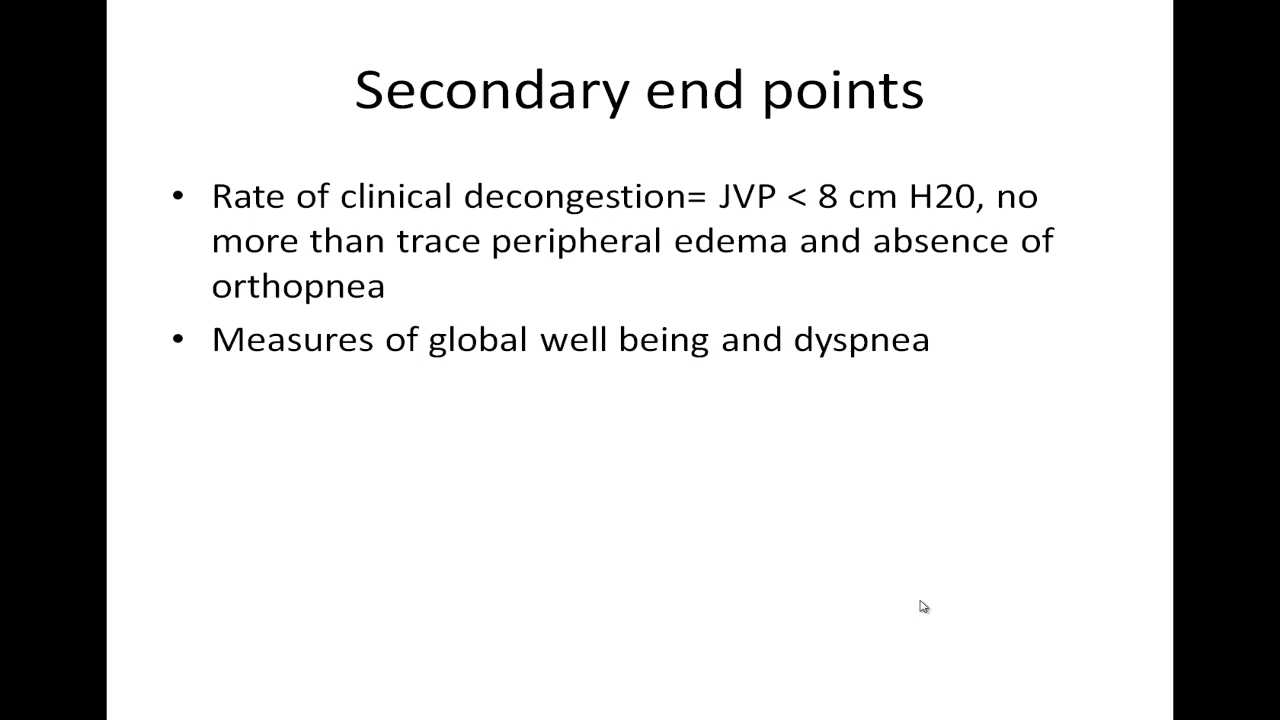 Secondary end points
• Rate of clinical decongestion= JVP < 8 cm H20, no
more than trace peripheral edema and absence of
orthopnea
• Measures of global well being and dyspnea